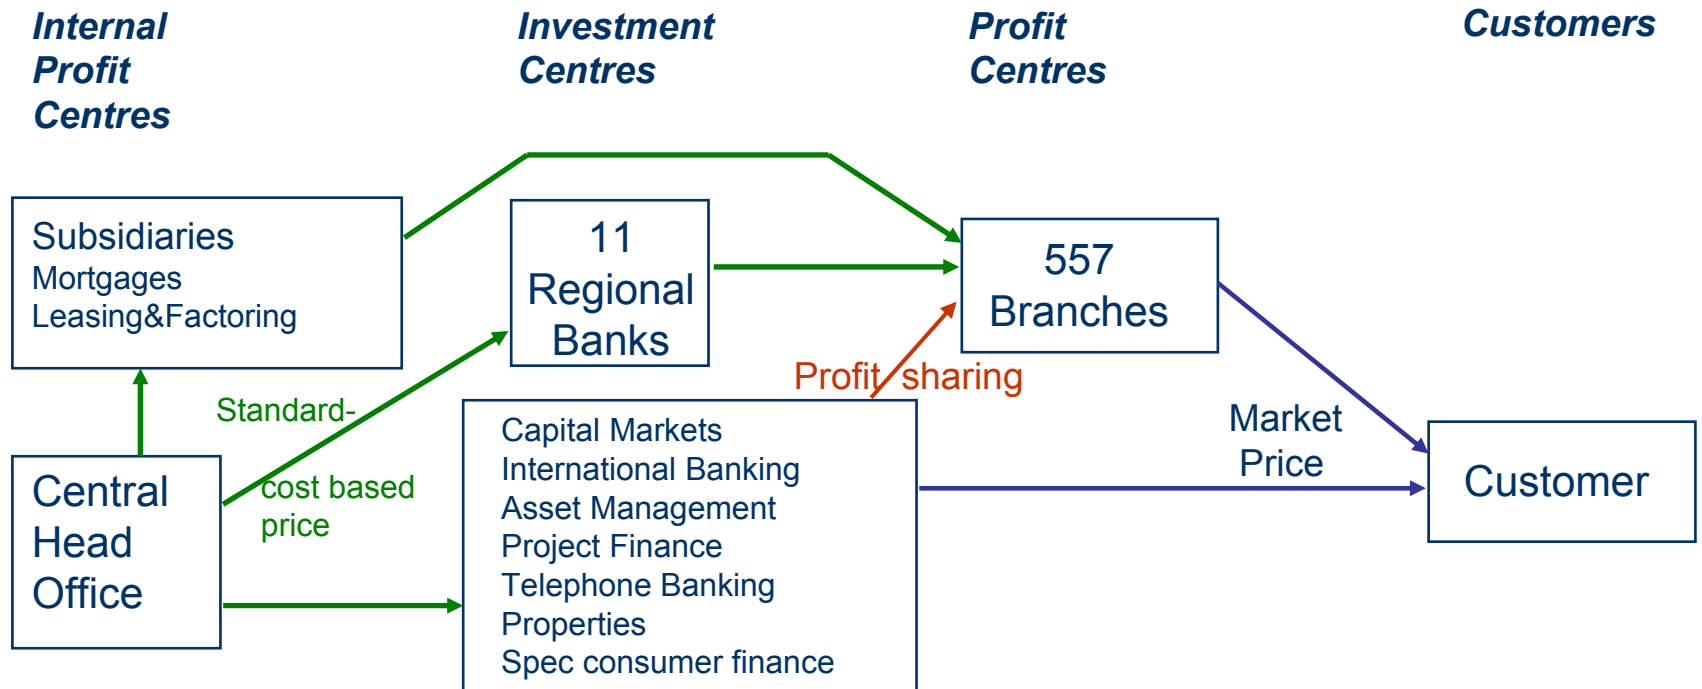 Internal
Profit
Centres
Investment
Centres
Profit
Centres
Customers
Subsidiaries
Mortgages
Leasing&Factoring
11
Regional
Banks
557
Branches
Profit sharing
Standard-
cost based
price
Central
Head
Office
Capital Markets
International Banking
Asset Management
Project Finance
Telephone Banking
Properties
Spec consumer finance
Market
Price
Customer